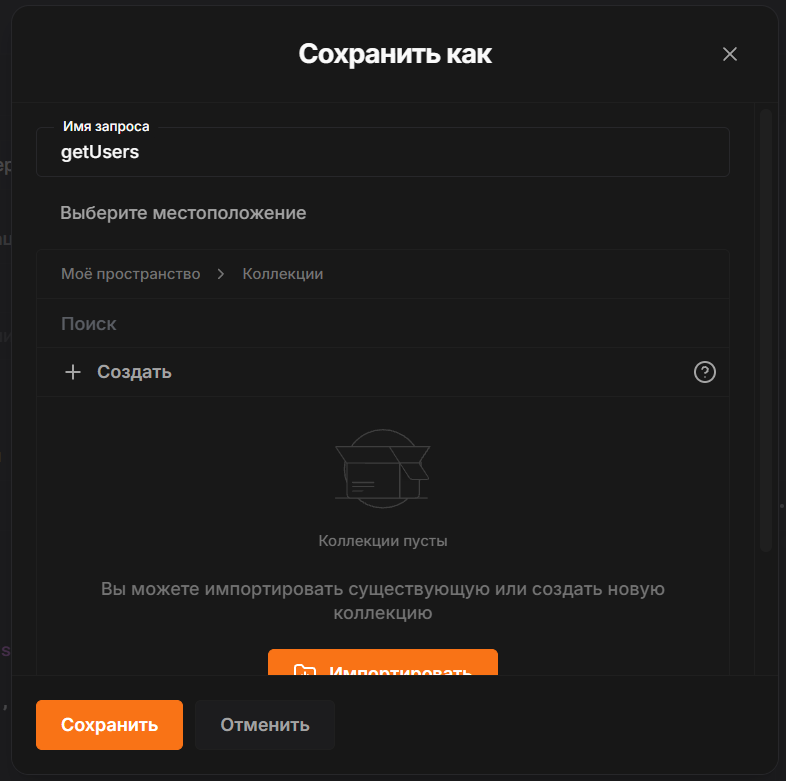 Сохранить как
Имя запроса
getUsers
Выберите местоположение
Моё пространство > Коллекции
Поиск
+ Создать
Коллекции пусты
Вы можете импортировать существующую или создать новую
коллекцию
Импортировать
Сохранить
Отменить